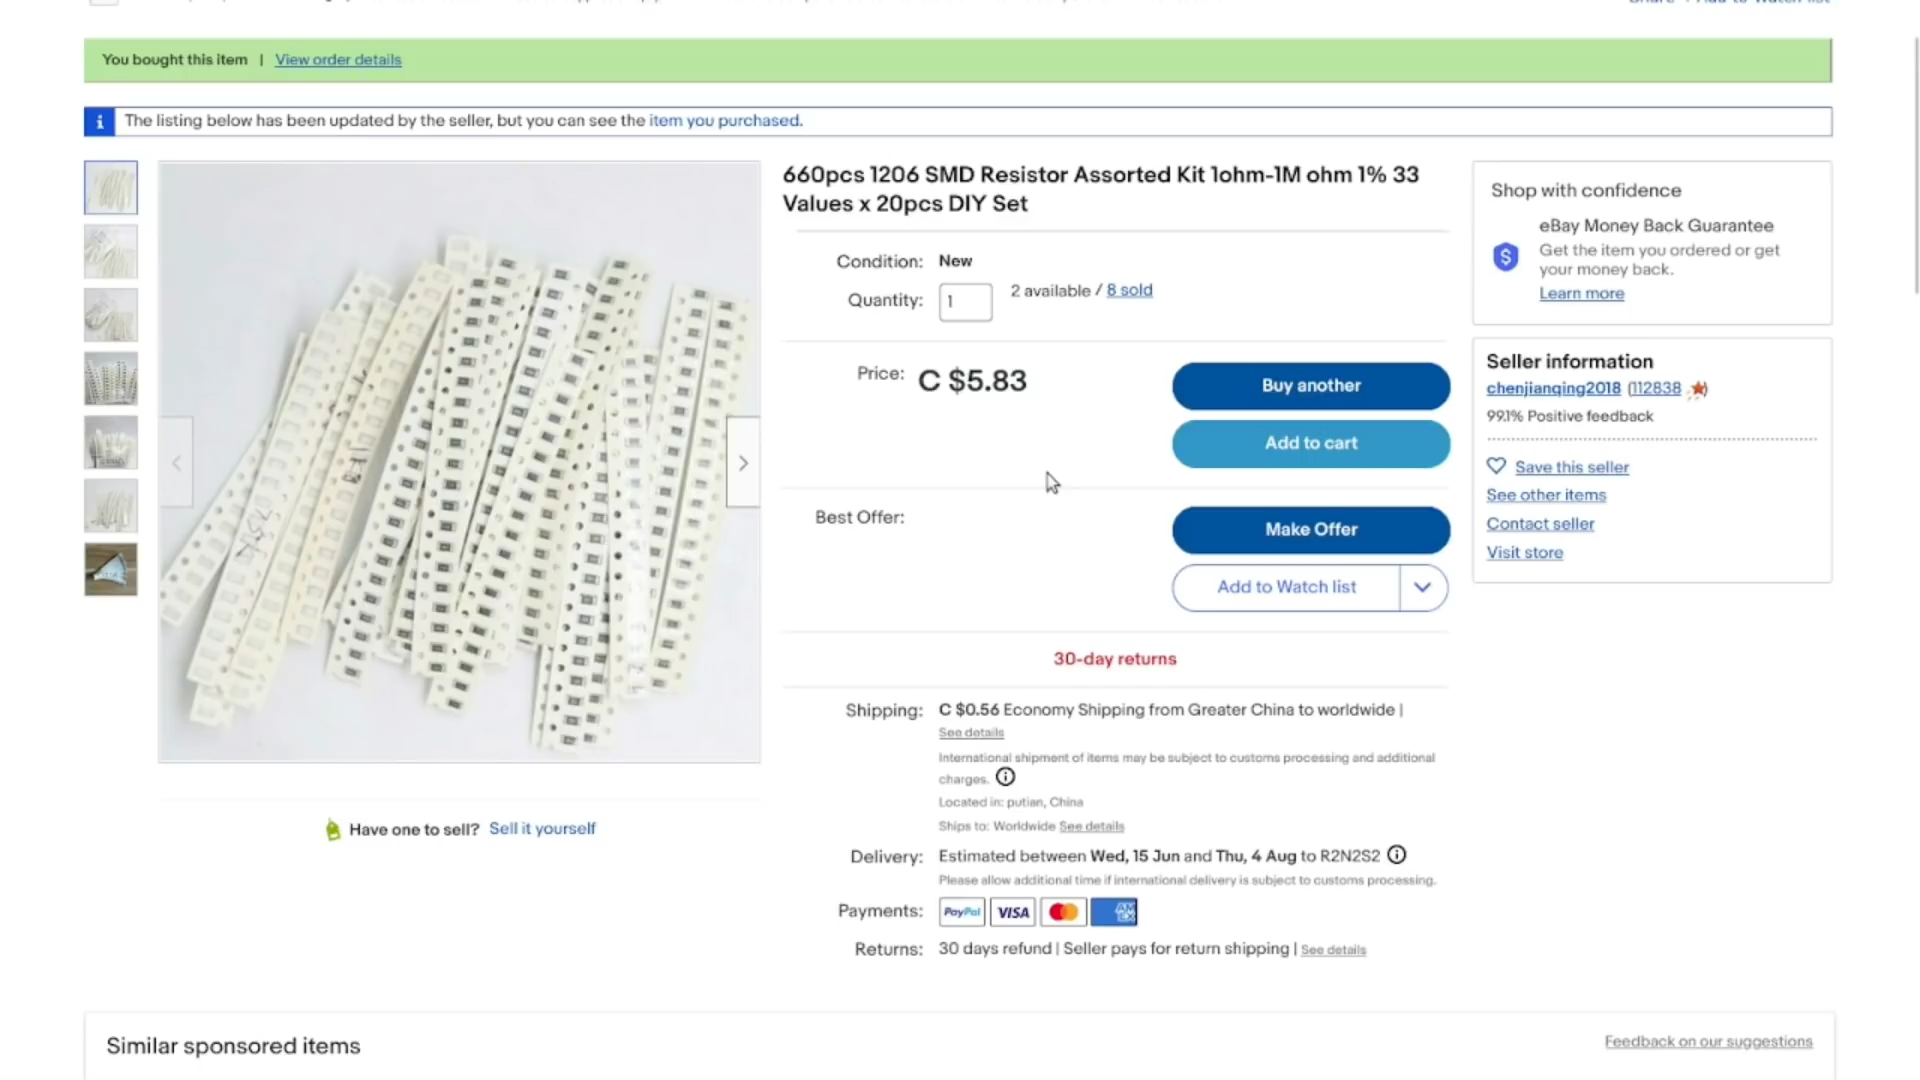 You bought this item | View order details
i The listing below has been updated by the seller, but you can see the item you purchased.
660pcs 1206 SMD Resistor Assorted Kit 1ohm-1M ohm 1% 33
Values x 20pcs DIY Set
Condition: New
Quantity: 1 2 available / 8 sold
Price: C $5.83
Buy another
Add to cart
Best Offer:
Make Offer
Add to Watch list
30-day returns
Shipping: C $0.56 Economy Shipping from Greater China to worldwide |
See details
International shipment of items may be subject to customs processing and additional
charges.
Located in: putian, China
Ships to: Worldwide See details
Delivery: Estimated between Wed, 15 Jun and Thu, 4 Aug to R2N2S2
Please allow additional time if international delivery is subject to customs processing.
Payments: PayPal VISA AMEX
Returns: 30 days refund | Seller pays for return shipping | See details
Shop with confidence
eBay Money Back Guarantee
Get the item you ordered or get
your money back.
Learn more
Seller information
chenjianqing2018 (112838)
99.1% Positive feedback
Save this seller
See other items
Contact seller
Visit store
Have one to sell? Sell it yourself
Similar sponsored items
Feedback on our suggestions